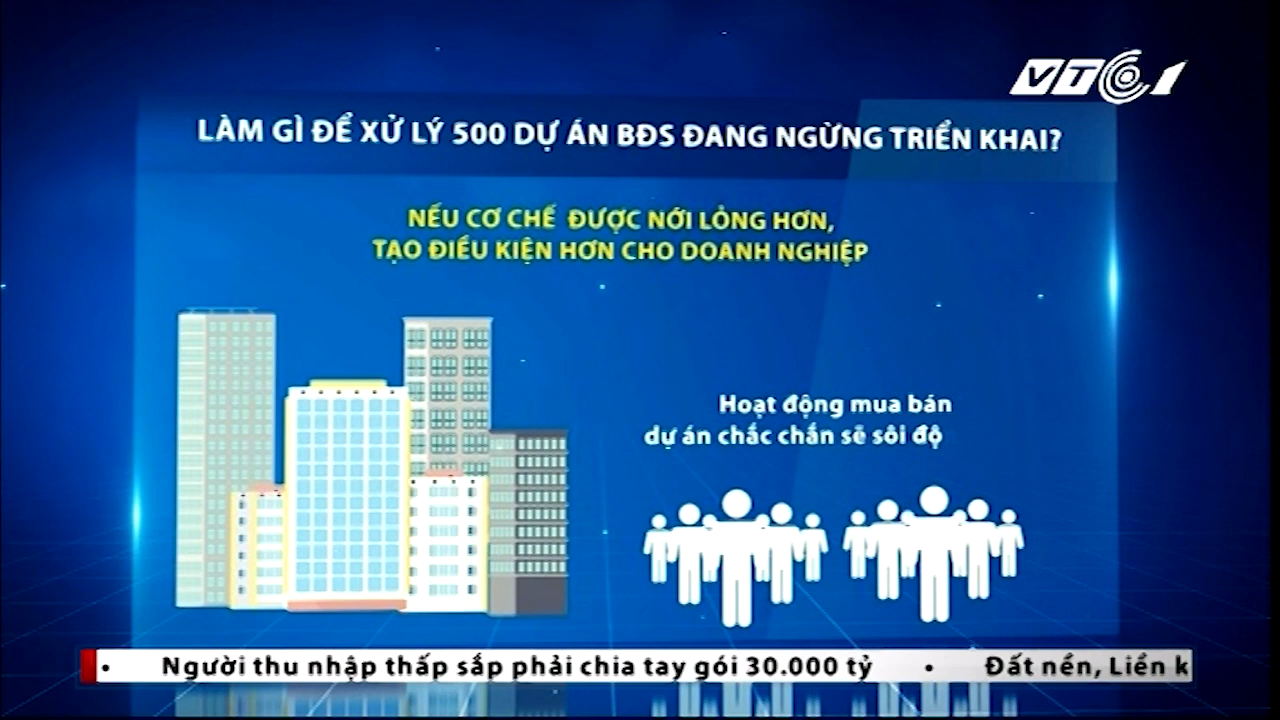 VTC1
LÀM GÌ ĐỂ XỬ LÝ 500 DỰ ÁN BĐS ĐANG NGỪNG TRIỂN KHAI?
NẾU CƠ CHẾ ĐƯỢC NỚI LỎNG HƠN,
TẠO ĐIỀU KIỆN HƠN CHO DOANH NGHIỆP
Hoạt động mua bán
dự án chắc chắn sẽ sôi độ
• Người thu nhập thấp sắp phải chia tay gói 30.000 tỷ • Đất nền, Liền k